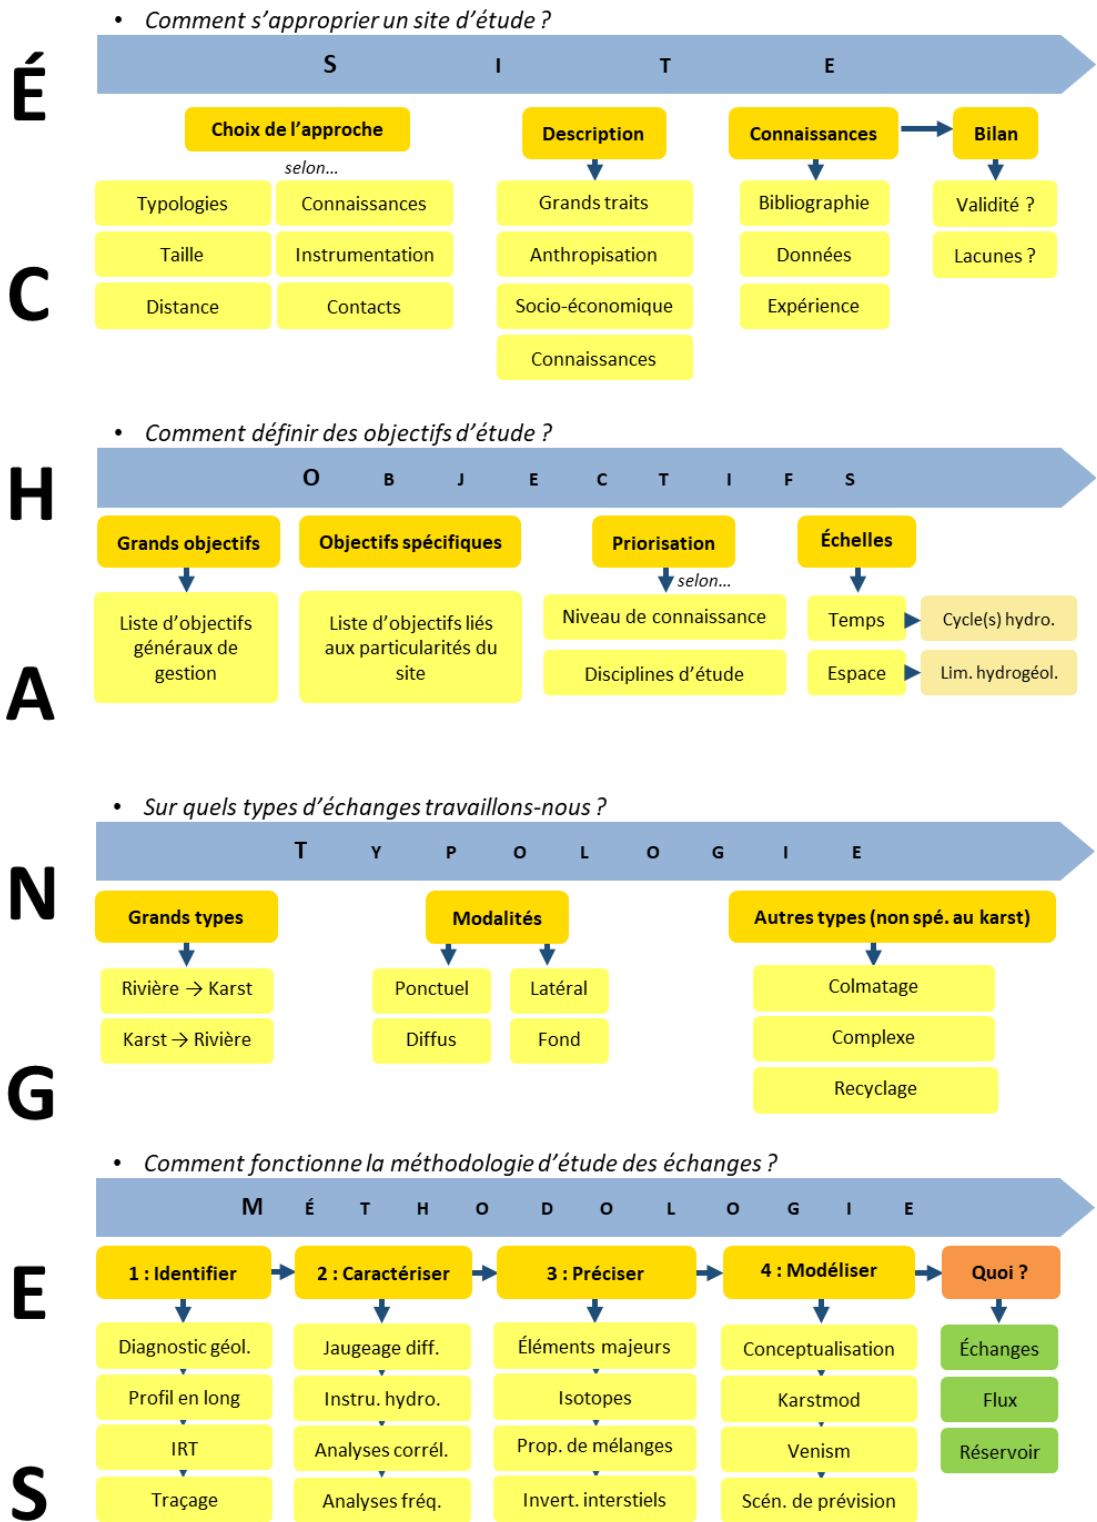 • Comment s’approprier un site d’étude ?
S I T E
É
Choix de l’approche
Description
Connaissances
Bilan
selon...
Typologies
Connaissances
Grands traits
Bibliographie
Validité ?
Taille
Instrumentation
Anthropisation
Données
Lacunes ?
C
Distance
Contacts
Socio-économique
Expérience
Connaissances
• Comment définir des objectifs d’étude ?
H
O B J E C T I F S
Grands objectifs
Objectifs spécifiques
Priorisation
Échelles
selon...
Liste d’objectifs
généraux de
gestion
Liste d’objectifs liés
aux particularités du
site
Niveau de connaissance
Disciplines d’étude
Temps
Cycle(s) hydro.
Espace
Lim. hydrogéol.
A
• Sur quels types d’échanges travaillons-nous ?
T Y P O L O G I E
N
Grands types
Modalités
Autres types (non spé. au karst)
Rivière → Karst
Ponctuel
Latéral
Colmatage
Karst → Rivière
Diffus
Fond
Complexe
Recyclage
G
• Comment fonctionne la méthodologie d’étude des échanges ?
M É T H O D O L O G I E
E
1 : Identifier
2 : Caractériser
3 : Préciser
4 : Modéliser
Quoi ?
Diagnostic géol.
Jaugeage diff.
Éléments majeurs
Conceptualisation
Échanges
Profil en long
Instru. hydro.
Isotopes
Karstmod
Flux
IRT
Analyses corrél.
Prop. de mélanges
Venism
Réservoir
S
Traçage
Analyses fréq.
Invert. interstiels
Scén. de prévision